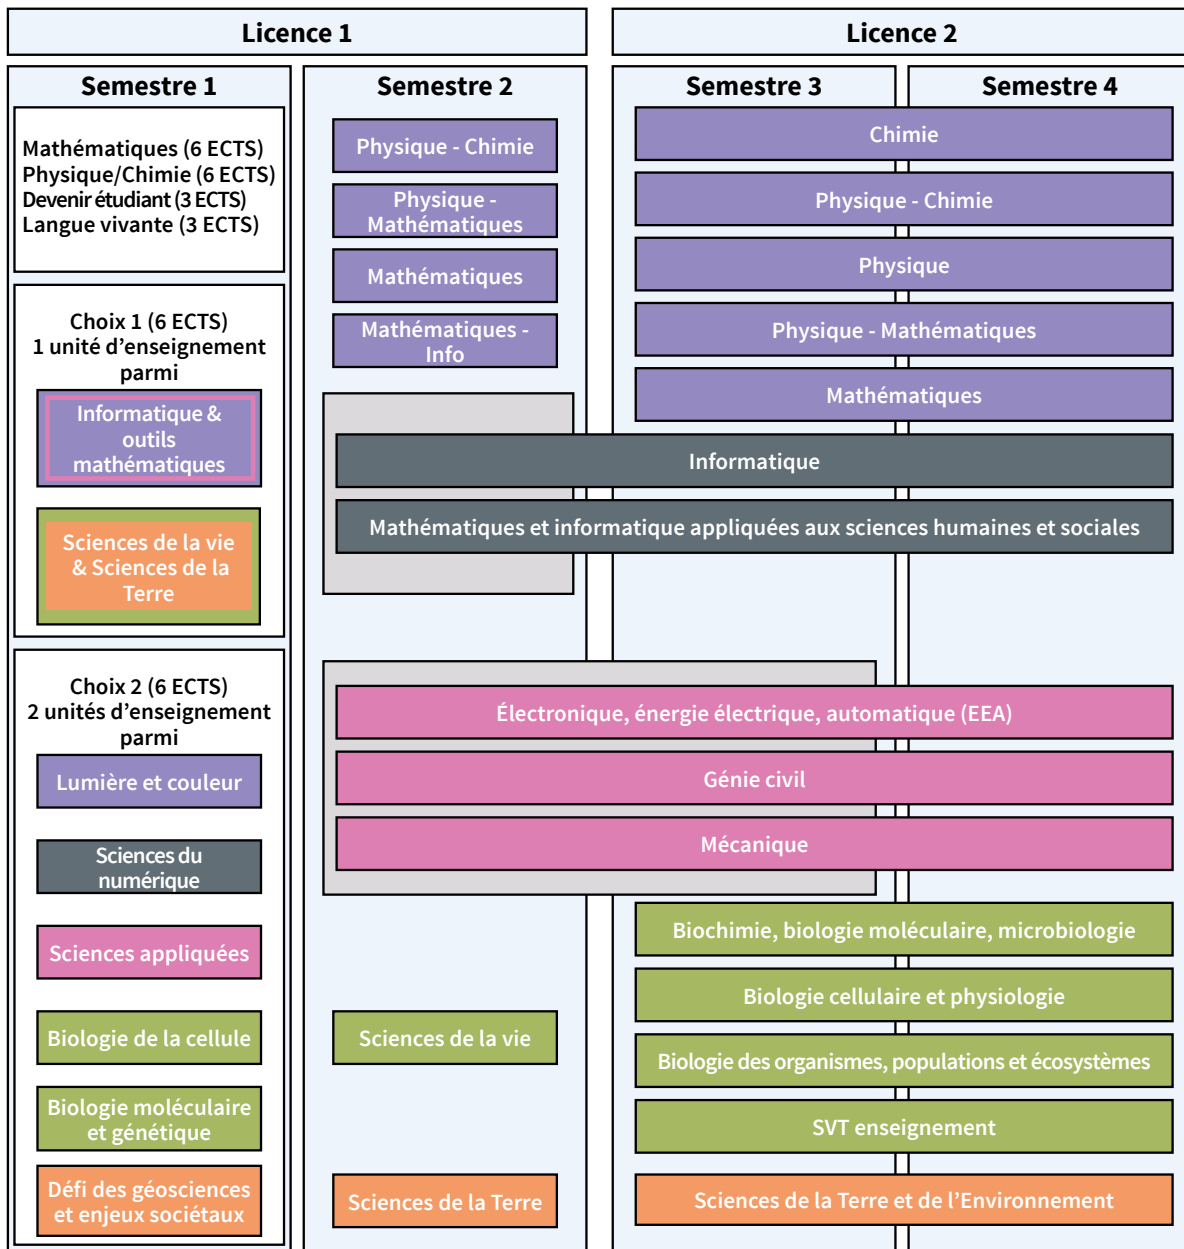 Licence 1
Licence 2
Semestre 1
Semestre 2
Semestre 3
Semestre 4
Mathématiques (6 ECTS)
Physique/Chimie (6 ECTS)
Devenir étudiant (3 ECTS)
Langue vivante (3 ECTS)
Choix 1 (6 ECTS)
1 unité d’enseignement
parmi
Informatique &
outils
mathématiques
Sciences de la vie
& Sciences de la
Terre
Choix 2 (6 ECTS)
2 unités d’enseignement
parmi
Lumière et couleur
Sciences du
numérique
Sciences appliquées
Biologie de la cellule
Biologie moléculaire
et génétique
Défi des géosciences
et enjeux sociétaux
Physique - Chimie
Physique -
Mathématiques
Mathématiques
Mathématiques -
Info
Chimie
Physique - Chimie
Physique
Physique - Mathématiques
Mathématiques
Informatique
Mathématiques et informatique appliquées aux sciences humaines et sociales
Électronique, énergie électrique, automatique (EEA)
Génie civil
Mécanique
Biochimie, biologie moléculaire, microbiologie
Biologie cellulaire et physiologie
Sciences de la vie
Biologie des organismes, populations et écosystèmes
SVT enseignement
Sciences de la Terre
Sciences de la Terre et de l’Environnement